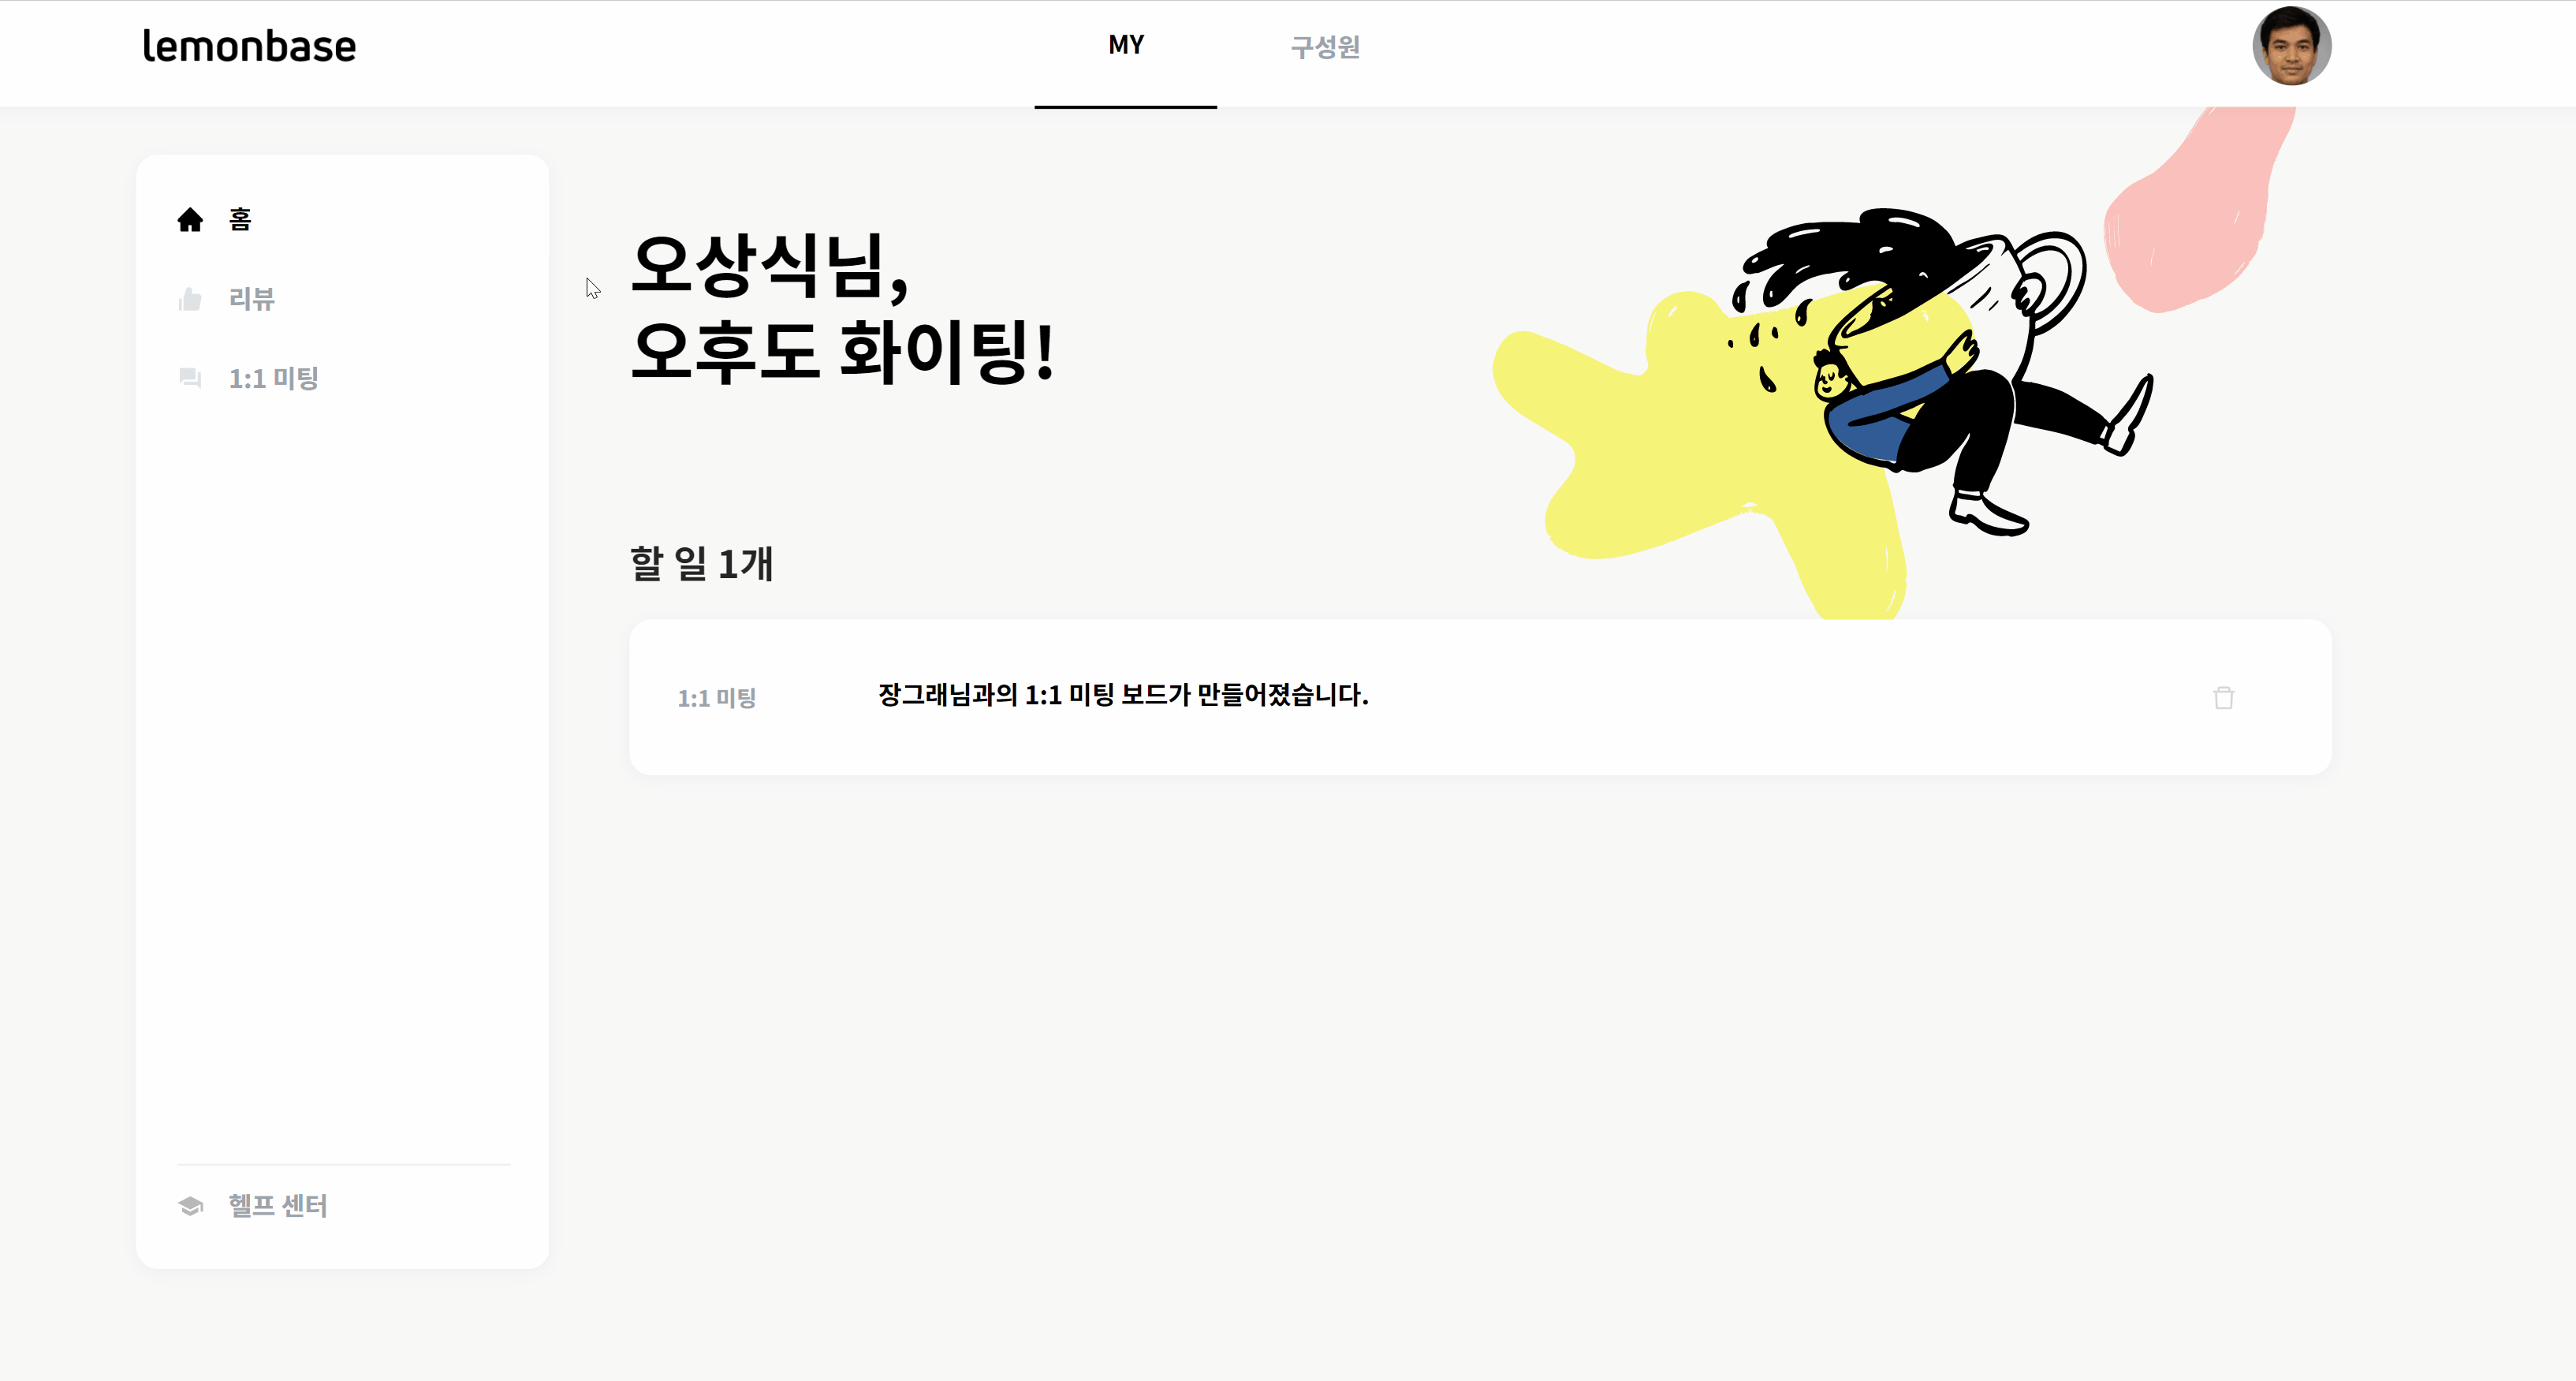 lemonbase
MY
구성원
홈
리뷰
1:1 미팅
헬프 센터
오상식님,
오후도 화이팅!
할 일 1개
1:1 미팅
장그래님과의 1:1 미팅 보드가 만들어졌습니다.